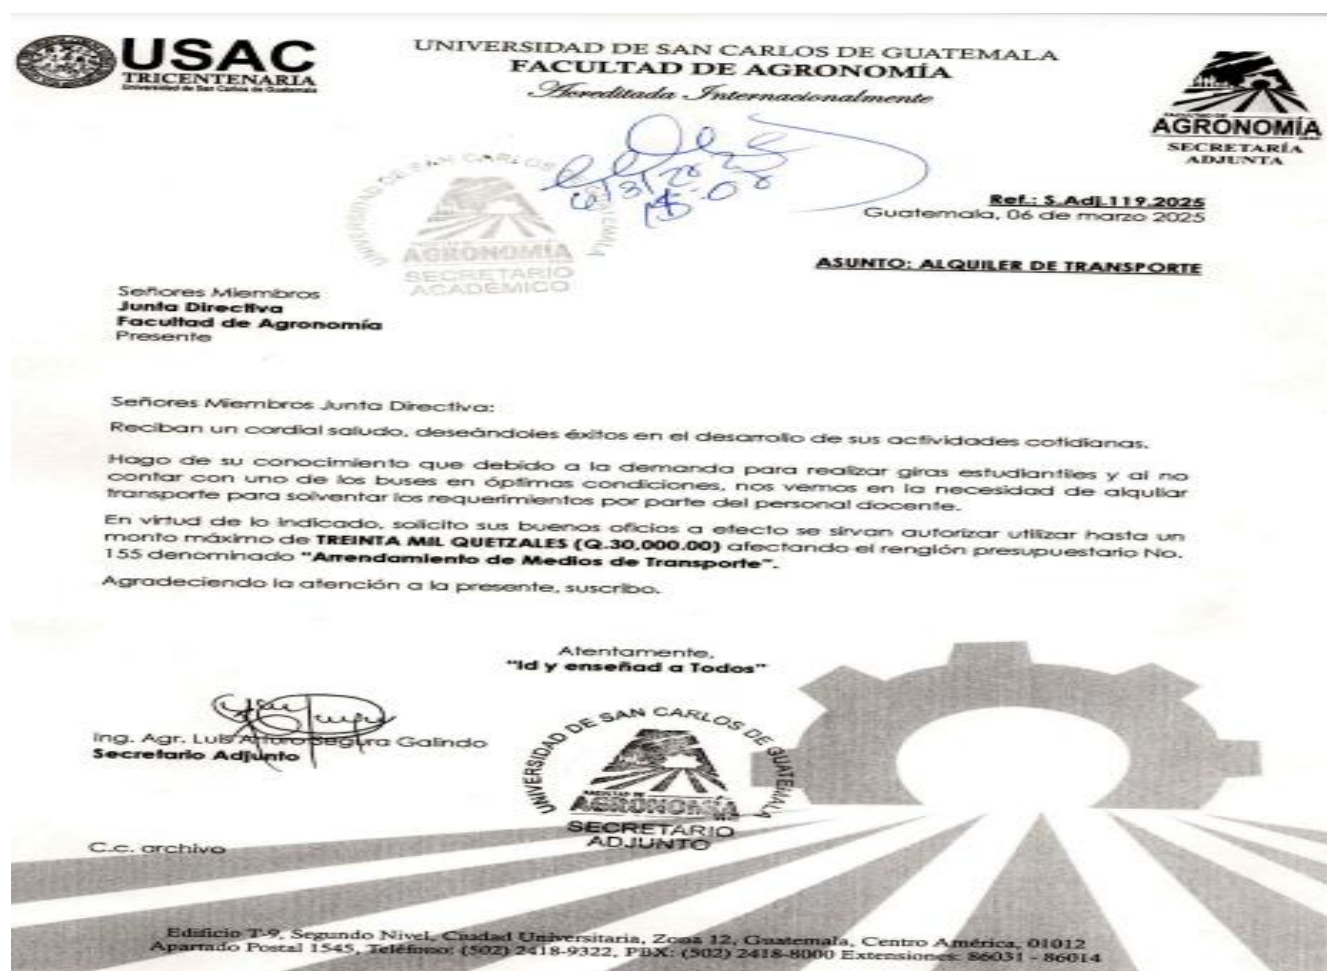 USAC
TRICENTENARIA
Universidad de San Carlos de Guatemala
UNIVERSIDAD DE SAN CARLOS DE GUATEMALA
FACULTAD DE AGRONOMÍA
Acreditada Internacionalmente
FACULTAD DE
AGRONOMÍA
SECRETARÍA
ADJUNTA
UNIVERSIDAD DE SAN CARLOS DE GUATEMALA
AGRONOMÍA
SECRETARIO
ACADÉMICO
Ref.: S.Adj.119.2025
Guatemala, 06 de marzo 2025
ASUNTO: ALQUILER DE TRANSPORTE
Señores Miembros
Junta Directiva
Facultad de Agronomía
Presente
Señores Miembros Junta Directiva:
Reciban un cordial saludo, deseándoles éxitos en el desarrollo de sus actividades cotidianas.
Hago de su conocimiento que debido a la demanda para realizar giras estudiantiles y al no
contar con uno de los buses en óptimas condiciones, nos vemos en la necesidad de alquilar
transporte para solventar los requerimientos por parte del personal docente.
En virtud de lo indicado, solicito sus buenos oficios a efecto se sirvan autorizar utilizar hasta un
monto máximo de TREINTA MIL QUETZALES (Q.30,000.00) afectando el renglón presupuestario No.
155 denominado "Arrendamiento de Medios de Transporte".
Agradeciendo la atención a la presente, suscribo.
Atentamente,
"Id y enseñad a Todos"
Ing. Agr. Luis Arturo Segura Galindo
Secretario Adjunto
UNIVERSIDAD DE SAN CARLOS DE GUATEMALA
FACULTAD DE
AGRONOMÍA
SECRETARIO
ADJUNTO
C.c. archivo
Edificio T-9, Segundo Nivel, Ciudad Universitaria, Zona 12, Guatemala, Centro América, 01012
Apartado Postal 1545, Teléfono: (502) 2418-9322, PBX: (502) 2418-8000 Extensiones: 86031 - 86014